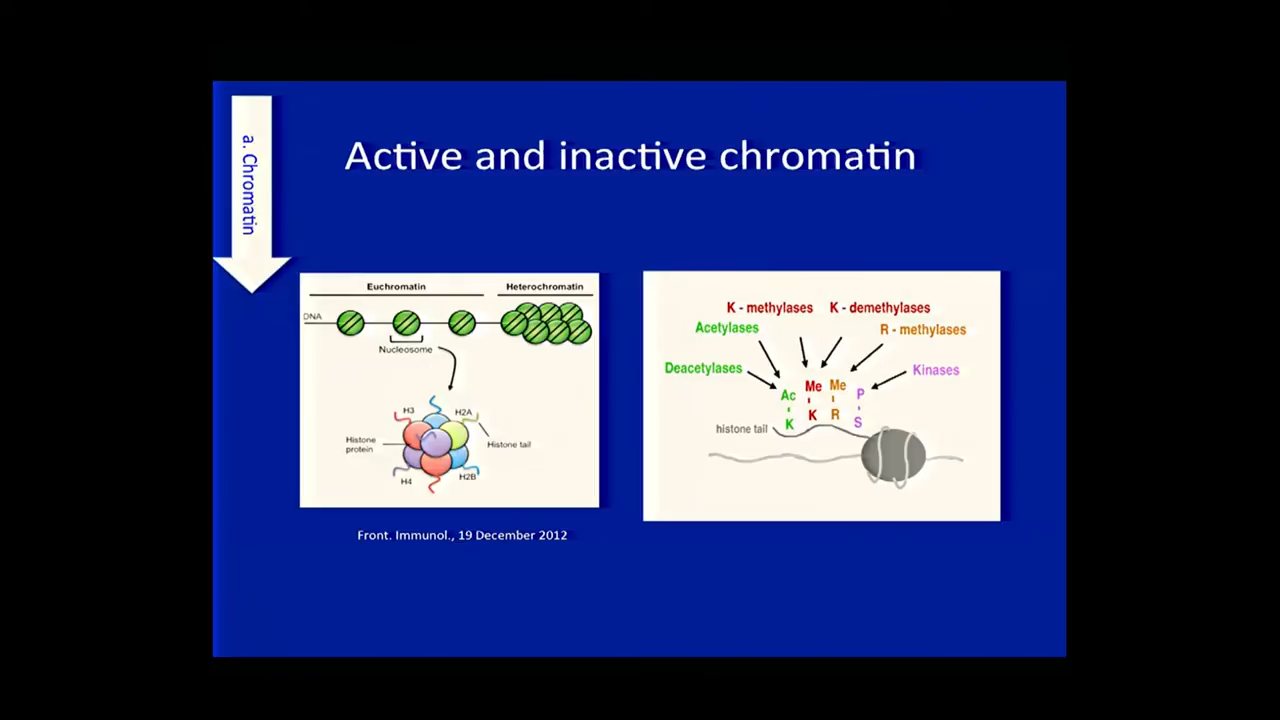 a. Chromatin
Active and inactive chromatin
Euchromatin
Heterochromatin
DNA
Nucleosome
H3
H2A
Histone
protein
Histone tail
H4
H2B
Front. Immunol., 19 December 2012
K - methylases
K - demethylases
Acetylases
R - methylases
Deacetylases
Kinases
Ac
Me
Me
P
K
K
R
S
histone tail